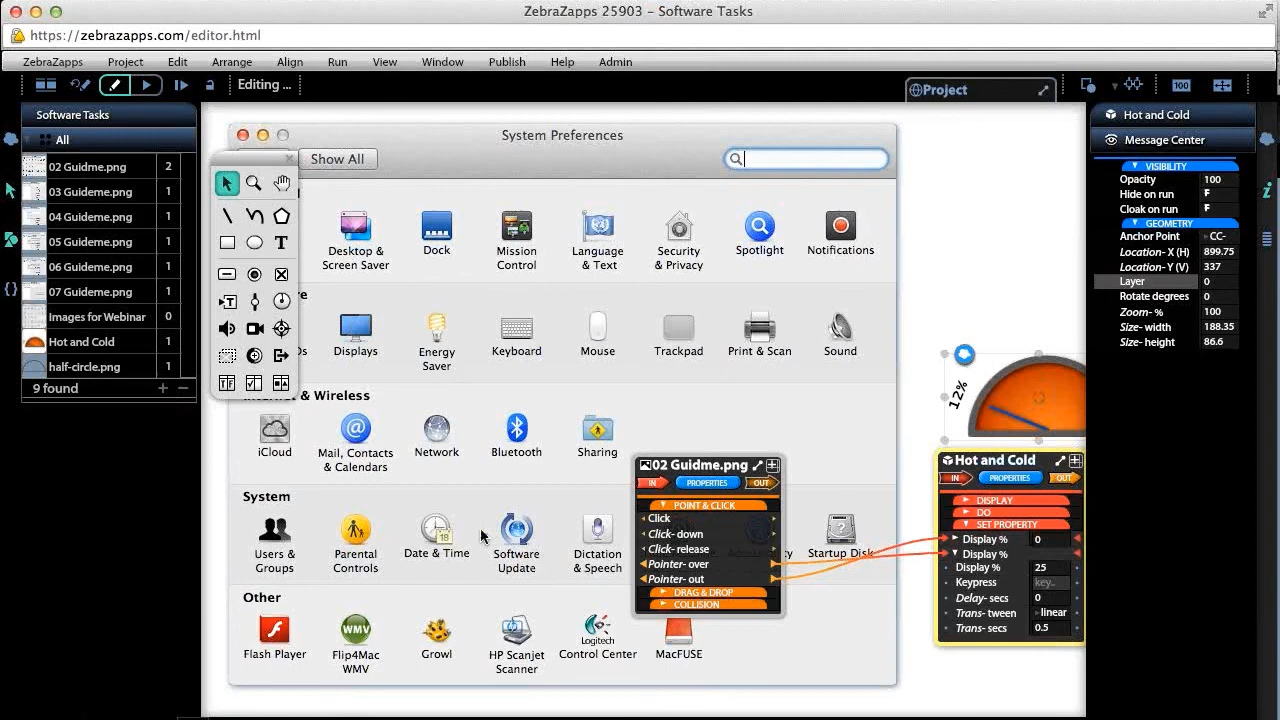 ZebraZapps 25903 – Software Tasks
https://zebrazapps.com/editor.html
ZebraZapps Project Edit Arrange Align Run View Window Publish Help Admin
Editing ...
Project
100
Software Tasks
All
02 Guidme.png 2
03 Guideme.png 1
04 Guideme.png 1
05 Guideme.png 1
06 Guideme.png 1
07 Guideme.png 1
Images for Webinar 0
Hot and Cold 1
half-circle.png 1
9 found + −
System Preferences
Show All
T
T
TF
Desktop &
Screen Saver
Dock
Mission
Control
Language
& Text
Security
& Privacy
Spotlight
Notifications
Displays
Energy
Saver
Keyboard
Mouse
Trackpad
Print & Scan
Sound
& Wireless
iCloud
Mail, Contacts
& Calendars
Network
Bluetooth
Sharing
System
Users &
Groups
Parental
Controls
18
Date & Time
Software
Update
Dictation
& Speech
Startup Disk
Other
Flash Player
WMV
Flip4Mac
WMV
Growl
HP Scanjet
Scanner
Logitech
Control Center
MacFUSE
02 Guidme.png
IN PROPERTIES OUT
POINT & CLICK
Click
Click- down
Click- release
Pointer- over
Pointer- out
DRAG & DROP
COLLISION
12%
Hot and Cold
IN PROPERTIES OUT
DISPLAY
DO
SET PROPERTY
Display % 0
Display %
Display % 25
Keypress key..
Delay- secs 0
Trans- tween linear
Trans- secs 0.5
Hot and Cold
Message Center
VISIBILITY
Opacity 100
Hide on run F
Cloak on run F
GEOMETRY
Anchor Point CC-
Location- X (H) 899.75
Location- Y (V) 337
Layer 0
Rotate degrees 0
Zoom- % 100
Size- width 188.35
Size- height 86.6